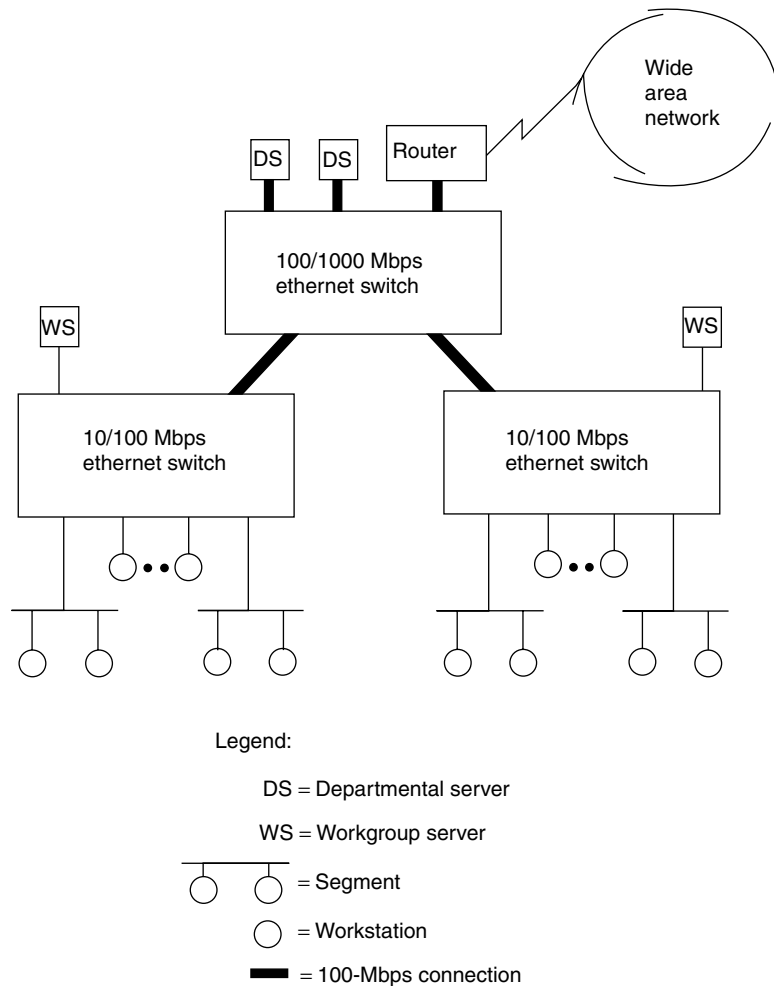 Wide
area
network
DS
DS
Router
100/1000 Mbps
ethernet switch
WS
WS
10/100 Mbps
ethernet switch
10/100 Mbps
ethernet switch
Legend:
DS = Departmental server
WS = Workgroup server
= Segment
= Workstation
= 100-Mbps connection